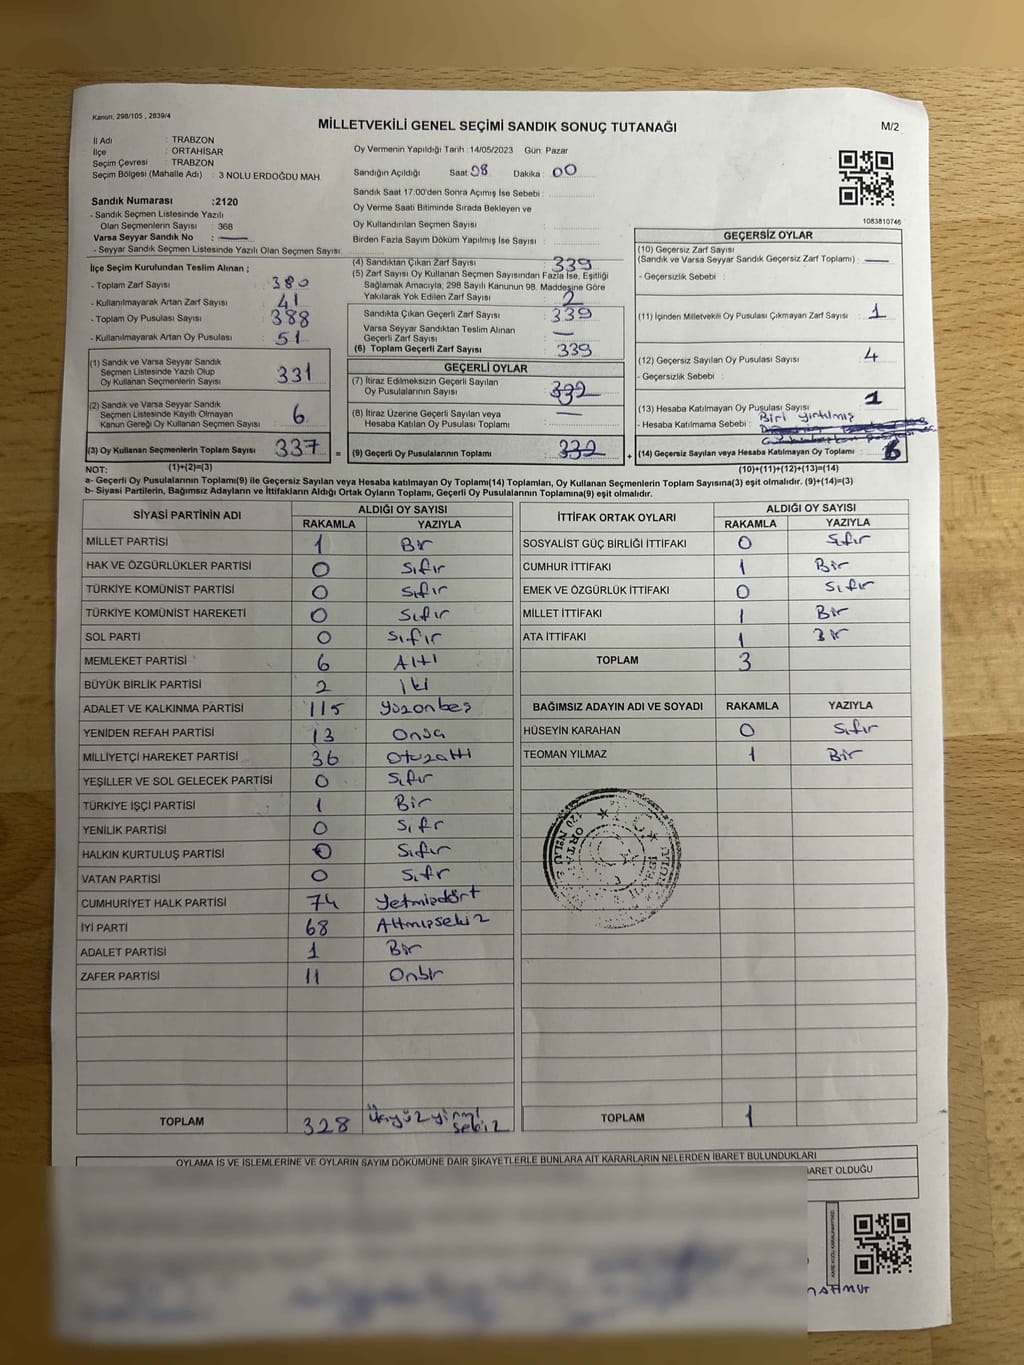 Kanun; 298/105 , 2839/4
MİLLETVEKİLİ GENEL SEÇİMİ SANDIK SONUÇ TUTANAĞI
M/2
İl Adı : TRABZON
İlçe : ORTAHİSAR
Seçim Çevresi : TRABZON
Seçim Bölgesi (Mahalle Adı) : 3 NOLU ERDOĞDU MAH.
Sandık Numarası :2120
- Sandık Seçmen Listesinde Yazılı
Olan Seçmenlerin Sayısı : 368
Varsa Seyyar Sandık No :
- Seyyar Sandık Seçmen Listesinde Yazılı Olan Seçmen Sayısı:
İlçe Seçim Kurulundan Teslim Alınan ;
- Toplam Zarf Sayısı : 380
- Kullanılmayarak Artan Zarf Sayısı : 41
- Toplam Oy Pusulası Sayısı : 388
- Kullanılmayarak Artan Oy Pusulası : 51
(1) Sandık ve Varsa Seyyar Sandık
Seçmen Listesinde Yazılı Olup
Oy Kullanan Seçmenlerin Sayısı : 331
(2) Sandık ve Varsa Seyyar Sandık
Seçmen Listesinde Kayıtlı Olmayan
Kanun Gereği Oy Kullanan Seçmen Sayısı : 6
(3) Oy Kullanan Seçmenlerin Toplam Sayısı : 337
Oy Vermenin Yapıldığı Tarih :14/05/2023 Gün: Pazar
Sandığın Açıldığı Saat: 08 Dakika : 00
Sandık Saat 17:00'den Sonra Açımış İse Sebebi :
Oy Verme Saati Bitiminde Sırada Bekleyen ve
Oy Kullandırılan Seçmen Sayısı :
Birden Fazla Sayım Döküm Yapılmış İse Sayısı :
(4) Sandıktan Çıkan Zarf Sayısı : 339
(5) Zarf Sayısı Oy Kullanan Seçmen Sayısından Fazla İse, Eşitliği
Sağlamak Amacıyla; 298 Sayılı Kanunun 98. Maddesine Göre
Yakılarak Yok Edilen Zarf Sayısı : 2
Sandıkta Çıkan Geçerli Zarf Sayısı : 339
Varsa Seyyar Sandıktan Teslim Alınan
Geçerli Zarf Sayısı : —
(6) Toplam Geçerli Zarf Sayısı : 339
GEÇERLİ OYLAR
(7) İtiraz Edilmeksizin Geçerli Sayılan
Oy Pusulalarının Sayısı : 332
(8) İtiraz Üzerine Geçerli Sayılan veya
Hesaba Katılan Oy Pusulası Toplamı : —
= (9) Geçerli Oy Pusulalarının Toplamı : 332
1083810746
GEÇERSİZ OYLAR
(10) Geçersiz Zarf Sayısı
(Sandık ve Varsa Seyyar Sandık Geçersiz Zarf Toplamı) : —
- Geçersizlik Sebebi :
(11) İçinden Milletvekili Oy Pusulası Çıkmayan Zarf Sayısı : 1
(12) Geçersiz Sayılan Oy Pusulası Sayısı : 4
- Geçersizlik Sebebi :
(13) Hesaba Katılmayan Oy Pusulası Sayısı : 1
- Hesaba Katılmama Sebebi : Biri yırtılmış
+ (14) Geçersiz Sayılan veya Hesaba Katılmayan Oy Toplamı :
NOT: (1)+(2)=(3) (10)+(11)+(12)+(13)=(14)
a- Geçerli Oy Pusulalarının Toplamı(9) ile Geçersiz Sayılan veya Hesaba katılmayan Oy Toplamı(14) Toplamları, Oy Kullanan Seçmenlerin Toplam Sayısına(3) eşit olmalıdır. (9)+(14)=(3)
b- Siyasi Partilerin, Bağımsız Adayların ve İttifakların Aldığı Ortak Oyların Toplamı, Geçerli Oy Pusulalarının Toplamına(9) eşit olmalıdır.
SİYASİ PARTİNİN ADI ALDIĞI OY SAYISI
RAKAMLA YAZIYLA
MİLLET PARTİSİ 1 Bir
HAK VE ÖZGÜRLÜKLER PARTİSİ 0 Sıfır
TÜRKİYE KOMÜNİST PARTİSİ 0 Sıfır
TÜRKİYE KOMÜNİST HAREKETİ 0 Sıfır
SOL PARTİ 0 Sıfır
MEMLEKET PARTİSİ 6 Altı
BÜYÜK BİRLİK PARTİSİ 2 İki
ADALET VE KALKINMA PARTİSİ 115 yüzonbeş
YENİDEN REFAH PARTİSİ 13 Onüç
MİLLİYETÇİ HAREKET PARTİSİ 36 Otuzaltı
YEŞİLLER VE SOL GELECEK PARTİSİ 0 Sıfır
TÜRKİYE İŞÇİ PARTİSİ 1 Bir
YENİLİK PARTİSİ 0 Sıfır
HALKIN KURTULUŞ PARTİSİ 0 Sıfır
VATAN PARTİSİ 0 Sıfır
CUMHURİYET HALK PARTİSİ 74 Yetmişdört
İYİ PARTİ 68 Altmışsekiz
ADALET PARTİSİ 1 Bir
ZAFER PARTİSİ 11 Onbir
TOPLAM 328 Üçyüzyirmi
sekiz
İTTİFAK ORTAK OYLARI ALDIĞI OY SAYISI
RAKAMLA YAZIYLA
SOSYALİST GÜÇ BİRLİĞİ İTTİFAKI 0 Sıfır
CUMHUR İTTİFAKI 1 Bir
EMEK VE ÖZGÜRLÜK İTTİFAKI 0 Sıfır
MİLLET İTTİFAKI 1 Bir
ATA İTTİFAKI 1 Bir
TOPLAM 3
BAĞIMSIZ ADAYIN ADI VE SOYADI RAKAMLA YAZIYLA
HÜSEYİN KARAHAN 0 Sıfır
TEOMAN YILMAZ 1 Bir
TOPLAM 1
OYLAMA İŞ VE İŞLEMLERİNE VE OYLARIN SAYIM DÖKÜMÜNE DAİR ŞİKAYETLERLE BUNLARA AİT KARARLARIN NELERDEN İBARET BULUNDUKLARI
BARET OLDUĞU